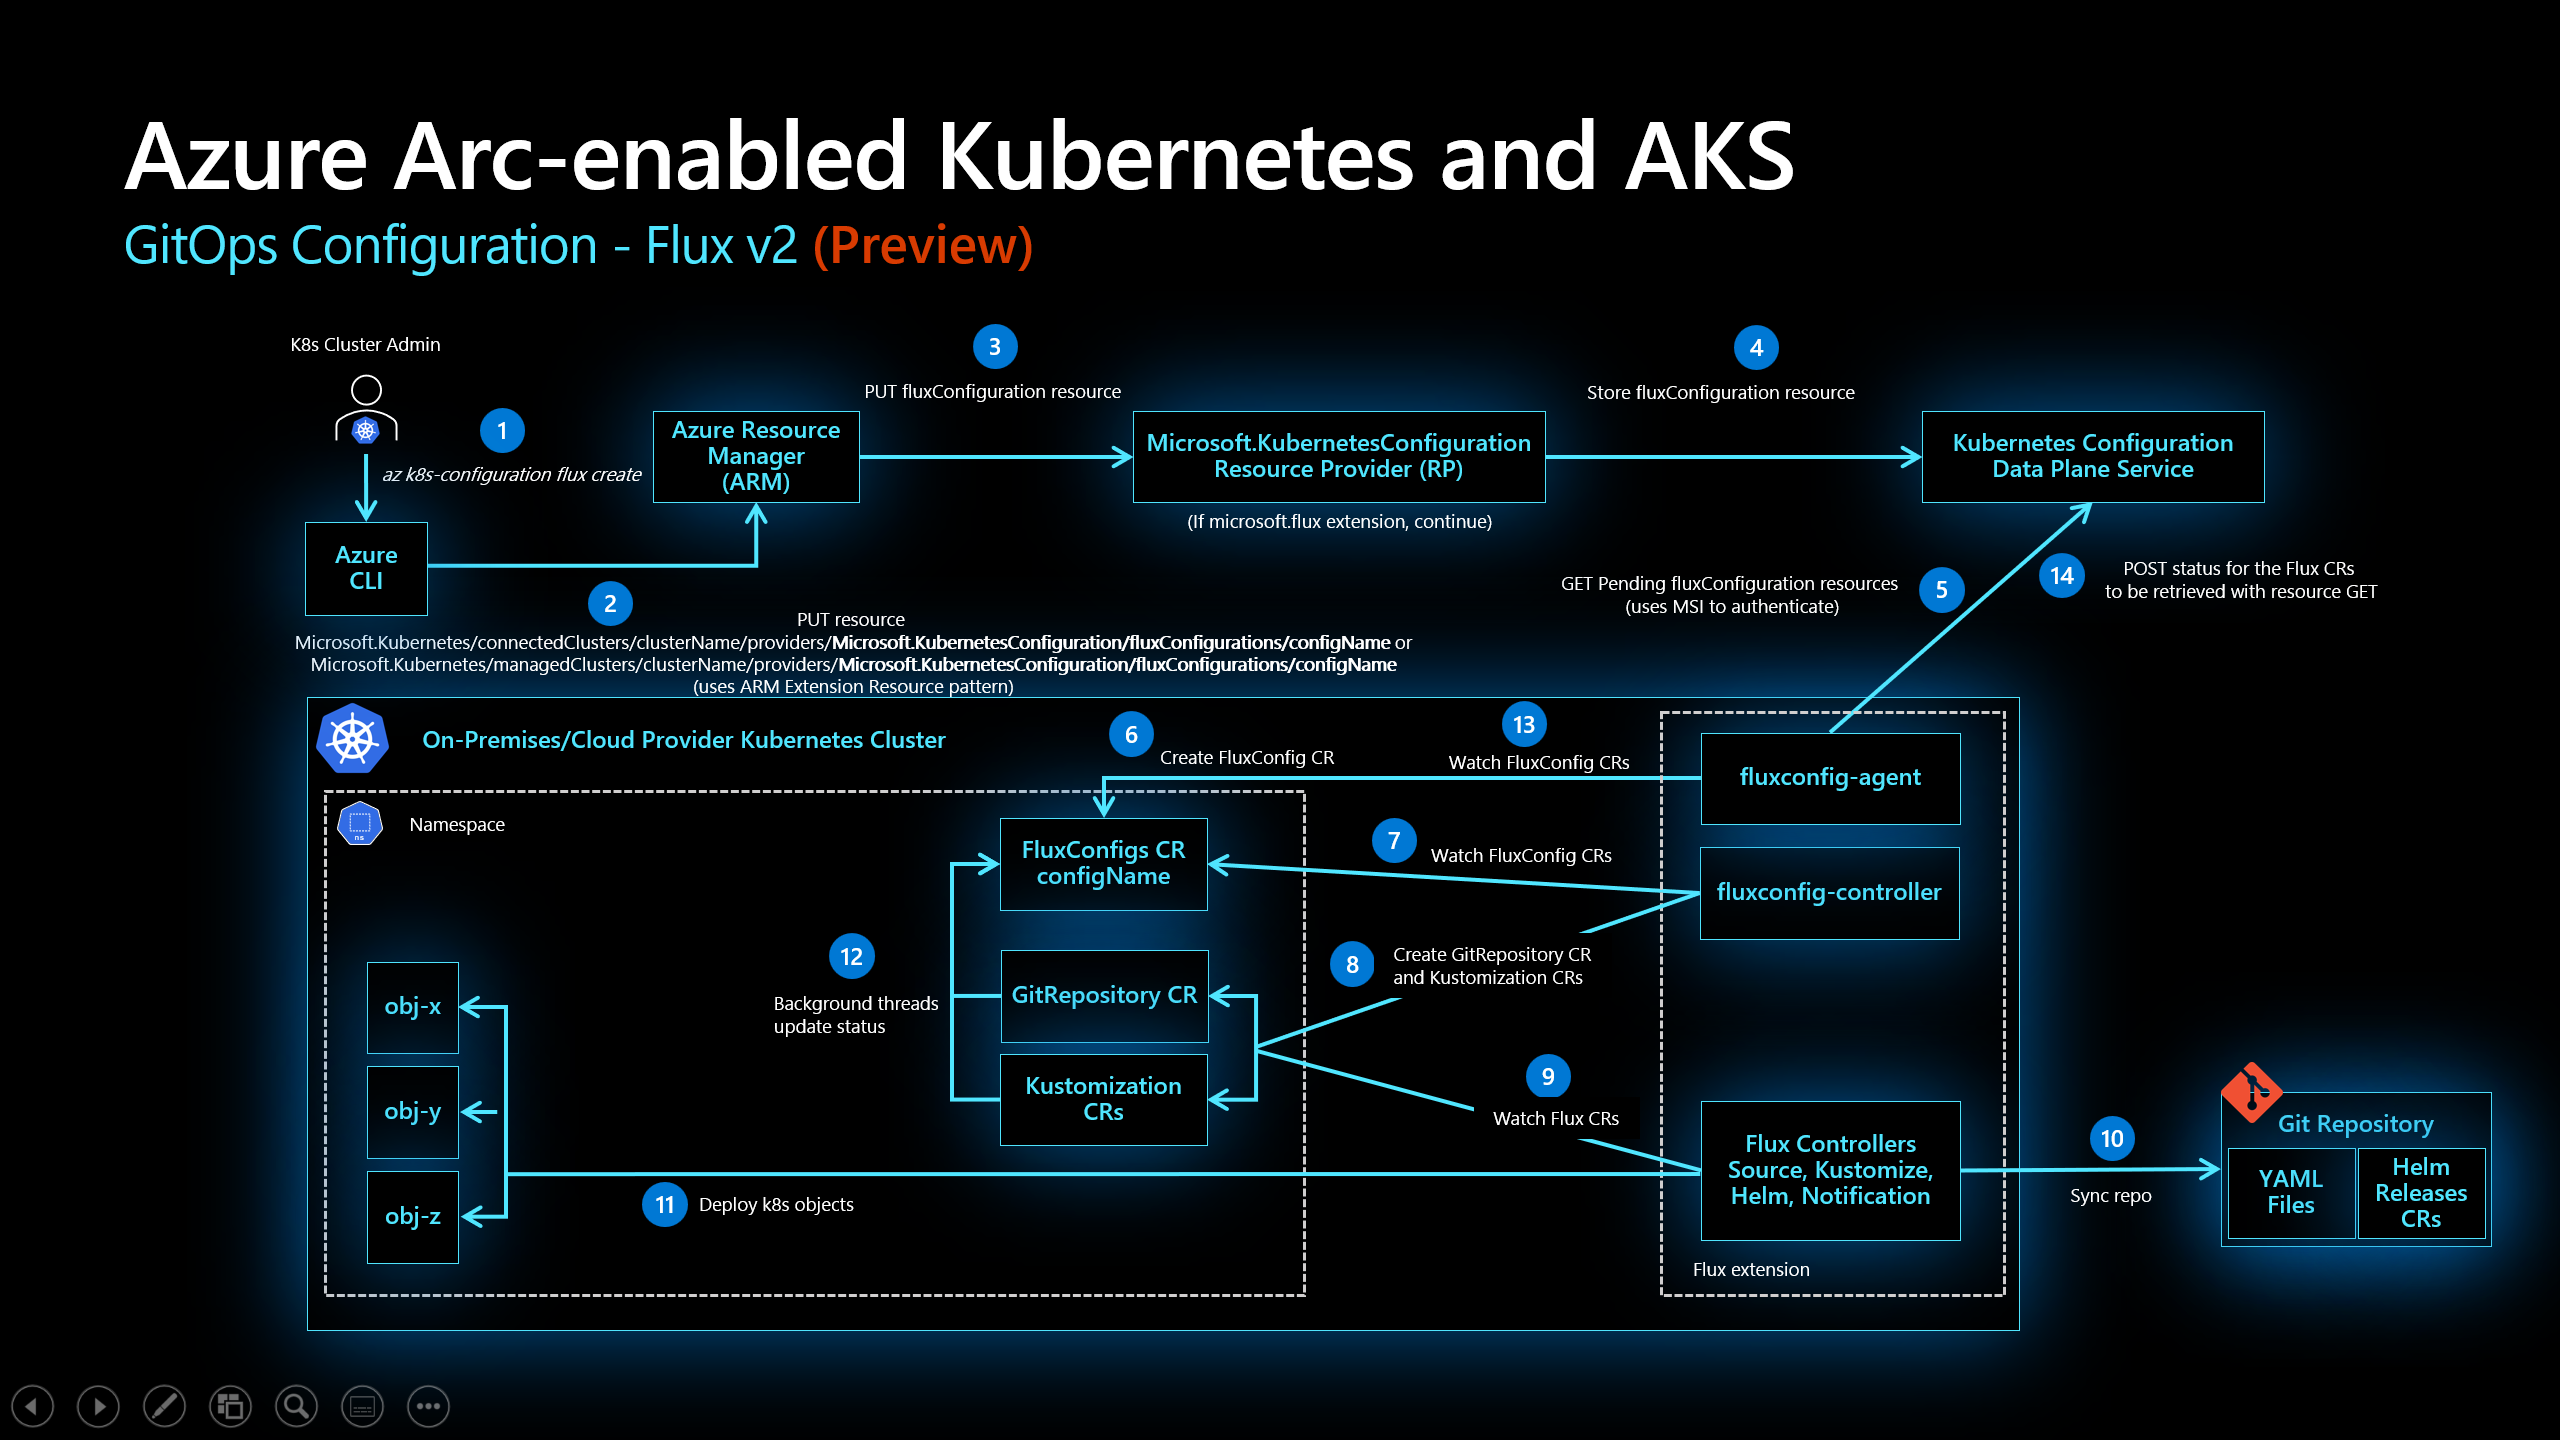 Azure Arc-enabled Kubernetes and AKS
GitOps Configuration - Flux v2 (Preview)
K8s Cluster Admin
1
az k8s-configuration flux create
Azure
CLI
2
PUT resource
Microsoft.Kubernetes/connectedClusters/clusterName/providers/Microsoft.KubernetesConfiguration/fluxConfigurations/configName or
Microsoft.Kubernetes/managedClusters/clusterName/providers/Microsoft.KubernetesConfiguration/fluxConfigurations/configName
(uses ARM Extension Resource pattern)
Azure Resource
Manager
(ARM)
3
PUT fluxConfiguration resource
Microsoft.KubernetesConfiguration
Resource Provider (RP)
(If microsoft.flux extension, continue)
4
Store fluxConfiguration resource
Kubernetes Configuration
Data Plane Service
GET Pending fluxConfiguration resources
(uses MSI to authenticate)
5
14
POST status for the Flux CRs
to be retrieved with resource GET
On-Premises/Cloud Provider Kubernetes Cluster
6
Create FluxConfig CR
13
Watch FluxConfig CRs
fluxconfig-agent
ns
Namespace
FluxConfigs CR
configName
7
Watch FluxConfig CRs
fluxconfig-controller
12
Background threads
update status
GitRepository CR
8
Create GitRepository CR
and Kustomization CRs
Kustomization
CRs
9
Watch Flux CRs
obj-x
obj-y
obj-z
11
Deploy k8s objects
Flux Controllers
Source, Kustomize,
Helm, Notification
Flux extension
10
Sync repo
Git Repository
YAML
Files
Helm
Releases
CRs